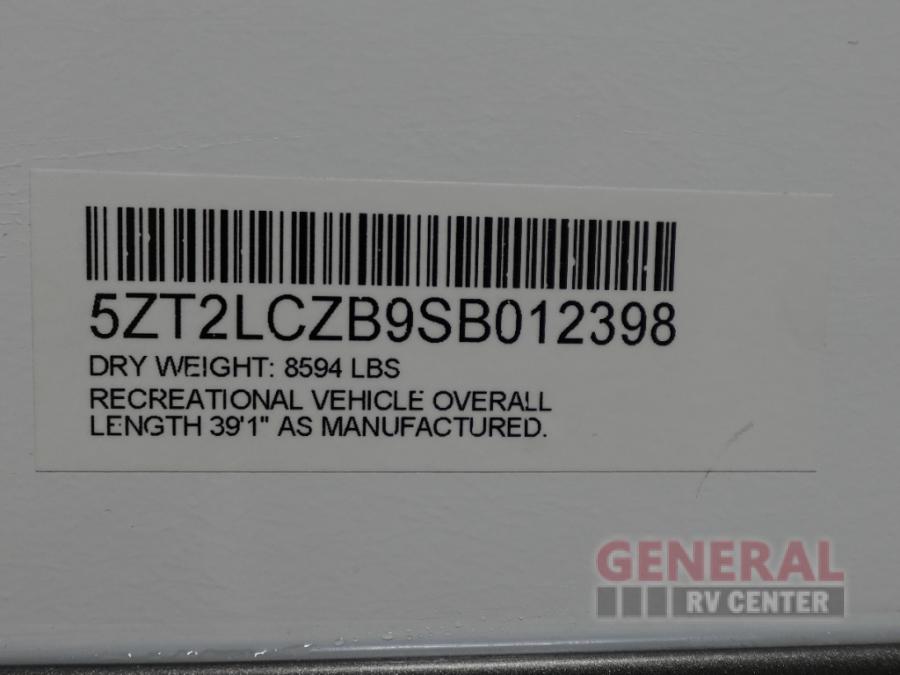 5ZT2LCZB9SB012398
DRY WEIGHT: 8594 LBS
RECREATIONAL VEHICLE OVERALL
LENGTH 39'1" AS MANUFACTURED.
GENERAL
RV CENTER